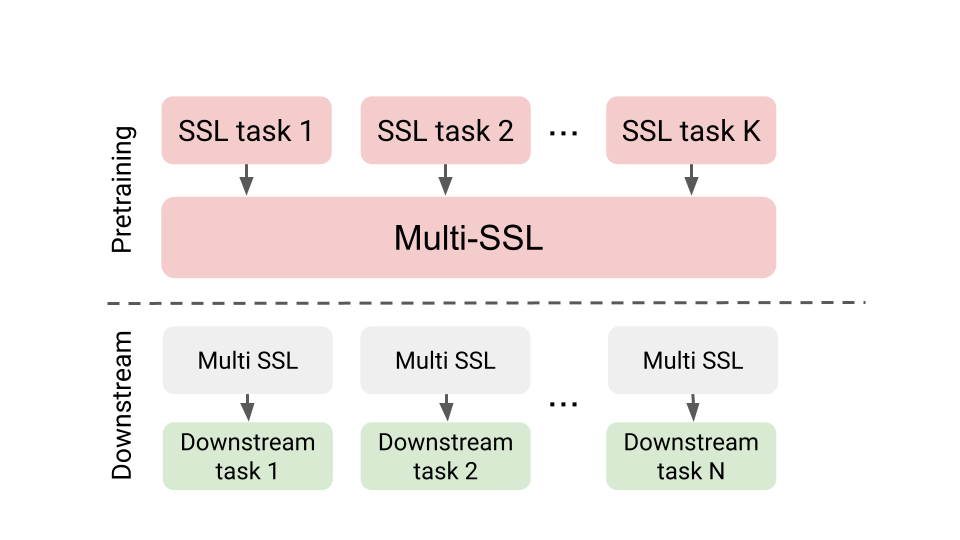 Pretraining
SSL task 1
SSL task 2
...
SSL task K
Multi-SSL
Downstream
Multi SSL
Multi SSL
...
Multi SSL
Downstream
task 1
Downstream
task 2
Downstream
task N